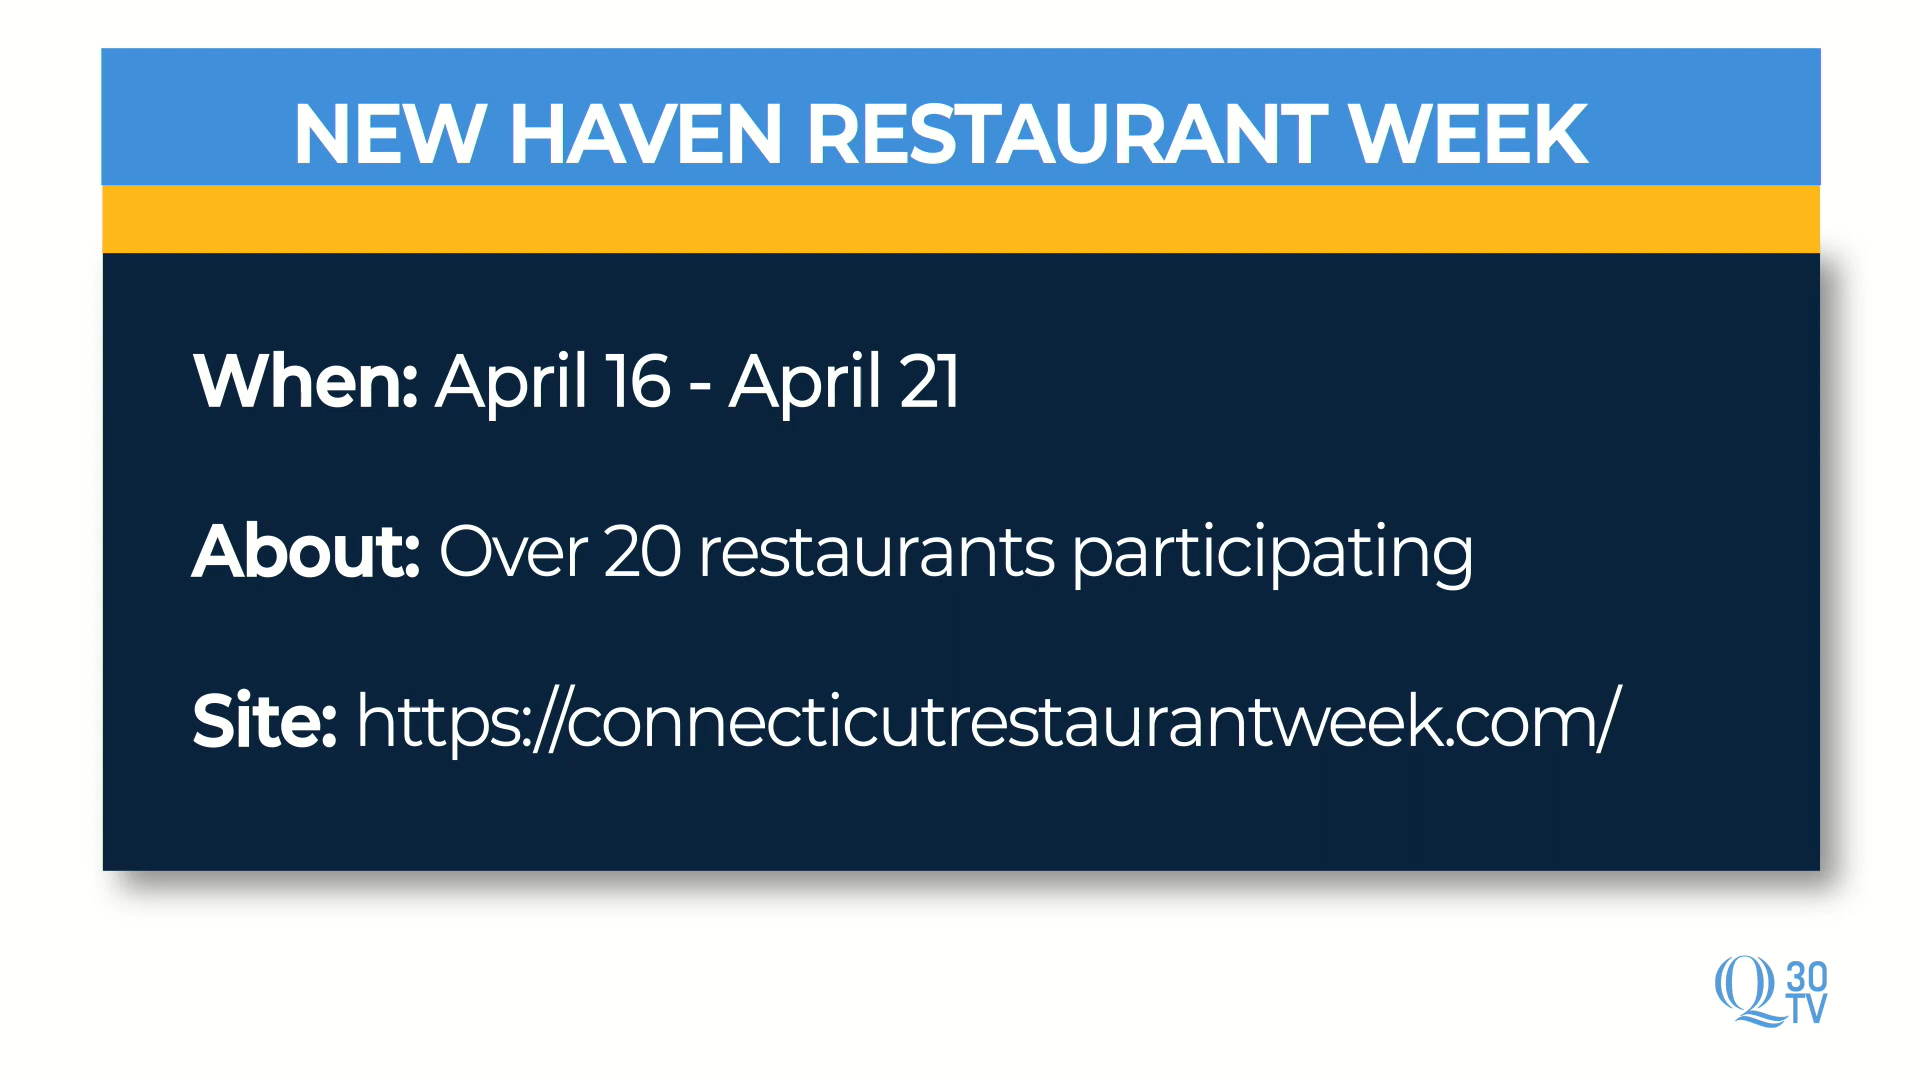 NEW HAVEN RESTAURANT WEEK
When: April 16 - April 21
About: Over 20 restaurants participating
Site: https://connecticutrestaurantweek.com/
Q 30
TV